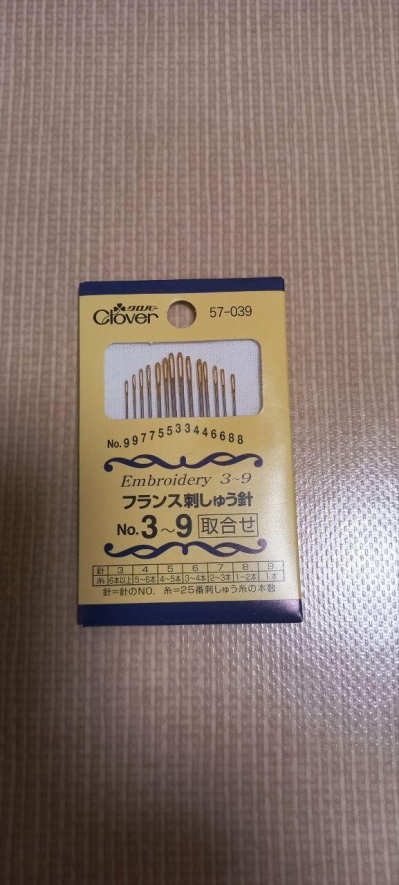 クロバー
Clover
57-039
No.99775533446688
Embroidery 3~9
フランス刺しゅう針
No.3~9 取合せ
針 3 4 5 6 7 8 9
糸 6本以上 5~6本 4~5本 3~4本 2~3本 1~2本 1本
針=針のNO. 糸=25番刺しゅう糸の本数